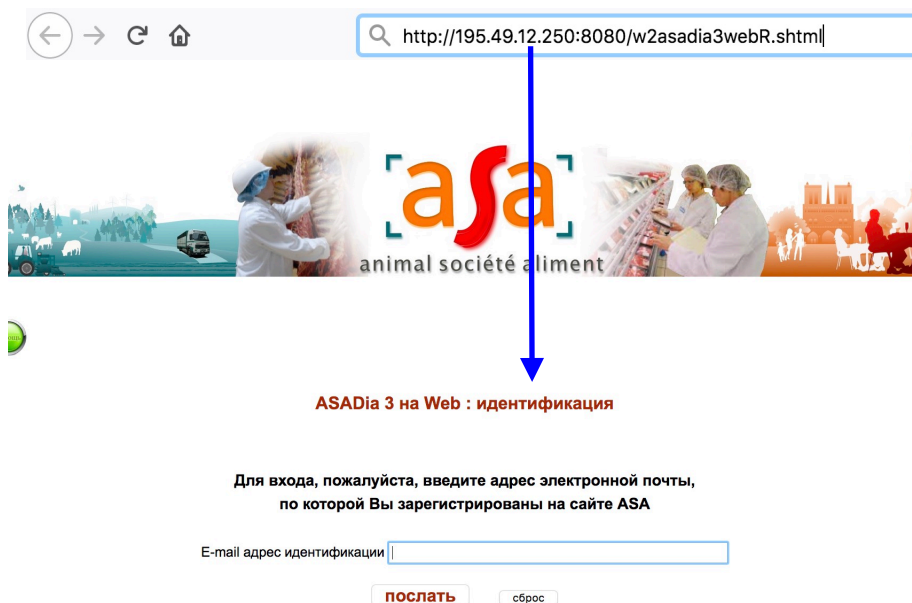 http://195.49.12.250:8080/w2asadia3webR.shtml
[asa]
animal société aliment
ASADia 3 на Web : идентификация
Для входа, пожалуйста, введите адрес электронной почты,
по которой Вы зарегистрированы на сайте ASA
E-mail адрес идентификации
послать сброс